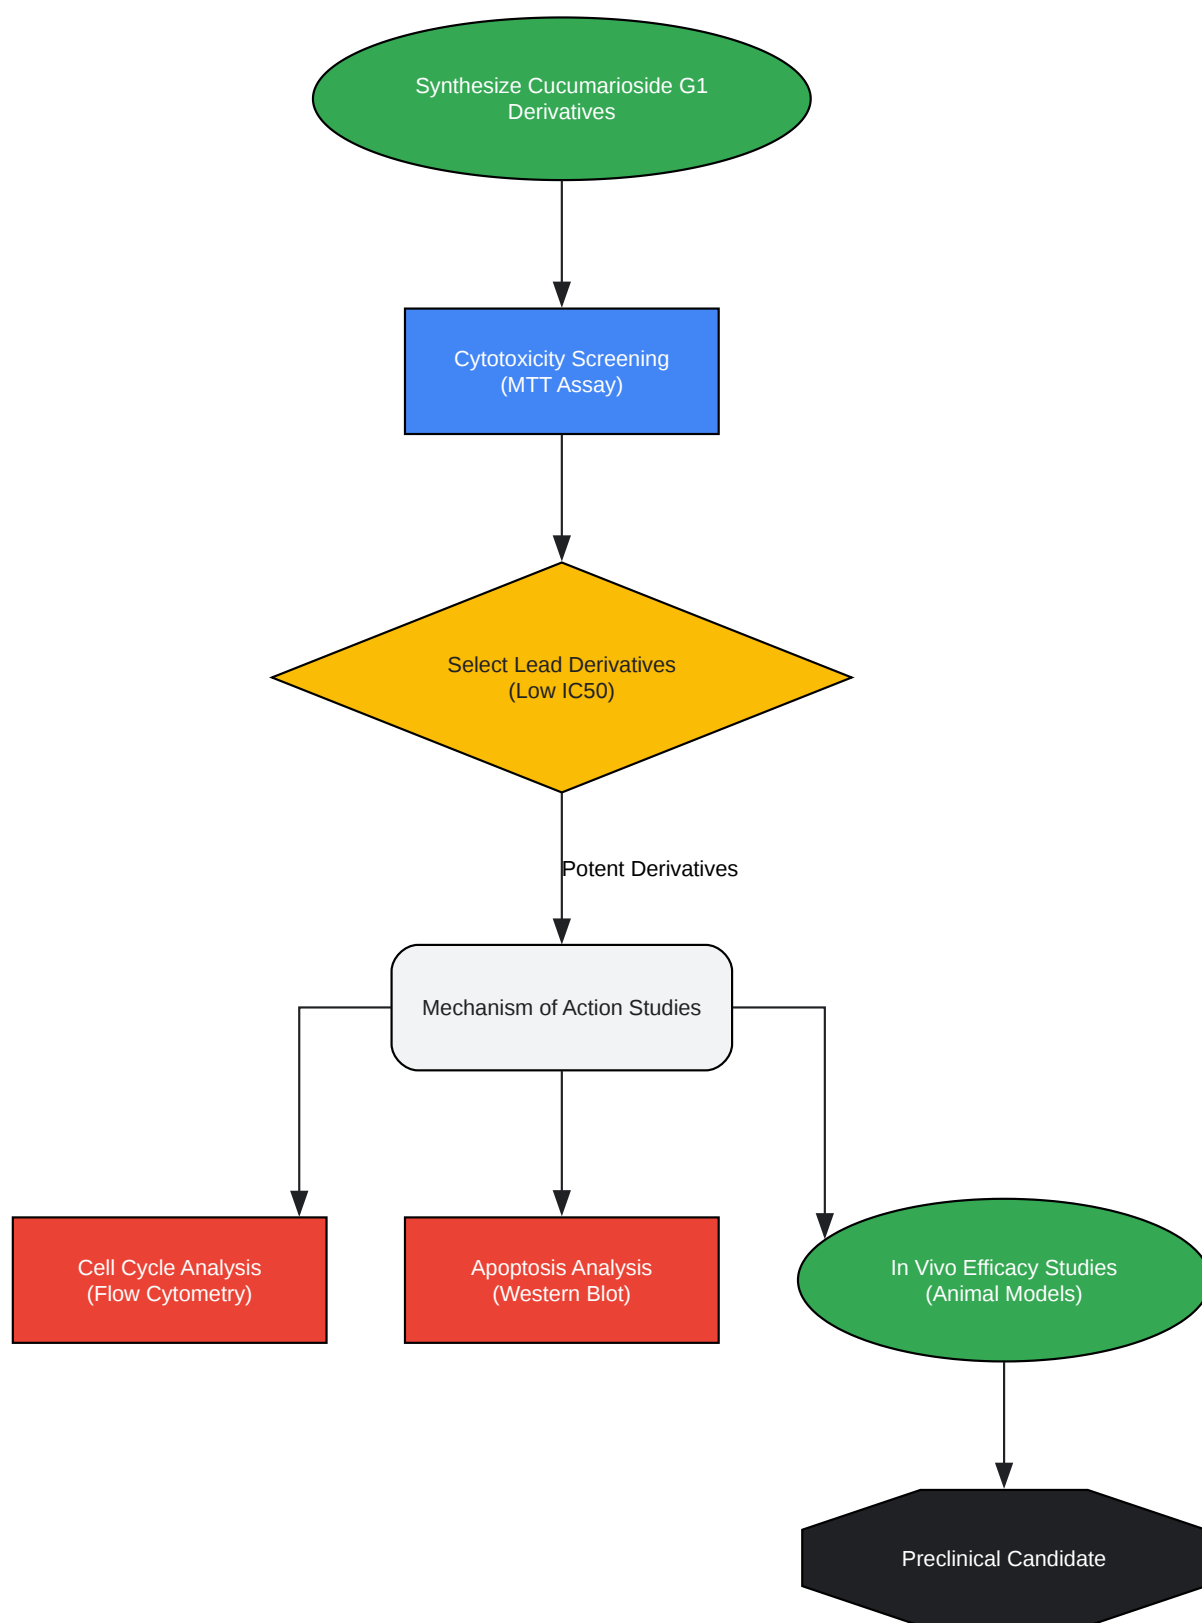 Synthesize Cucumarioside G1
Derivatives
Cytotoxicity Screening
(MTT Assay)
Select Lead Derivatives
(Low IC50)
Potent Derivatives
Mechanism of Action Studies
Cell Cycle Analysis
(Flow Cytometry)
Apoptosis Analysis
(Western Blot)
In Vivo Efficacy Studies
(Animal Models)
Preclinical Candidate